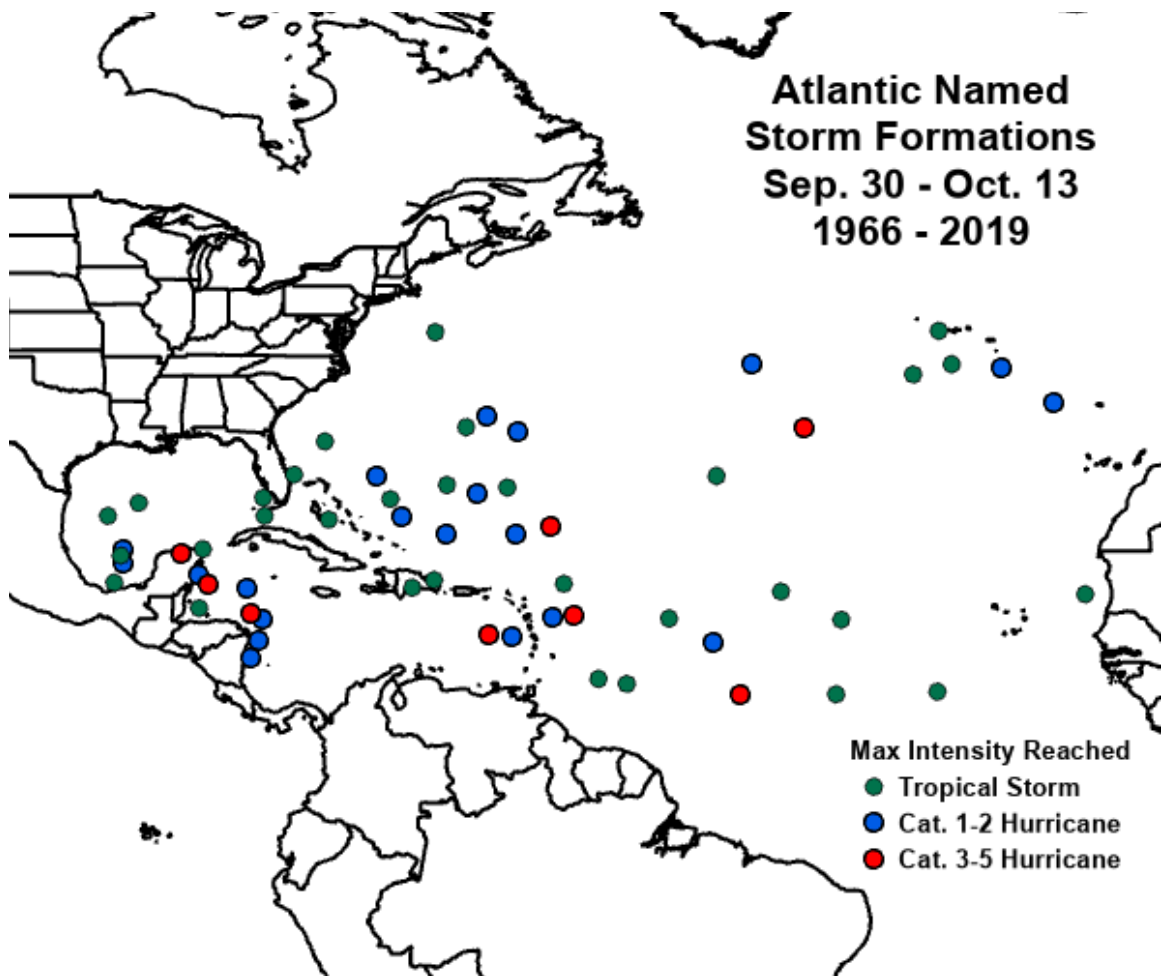 Atlantic Named
Storm Formations
Sep. 30 - Oct. 13
1966 - 2019
Max Intensity Reached
Tropical Storm
Cat. 1-2 Hurricane
Cat. 3-5 Hurricane